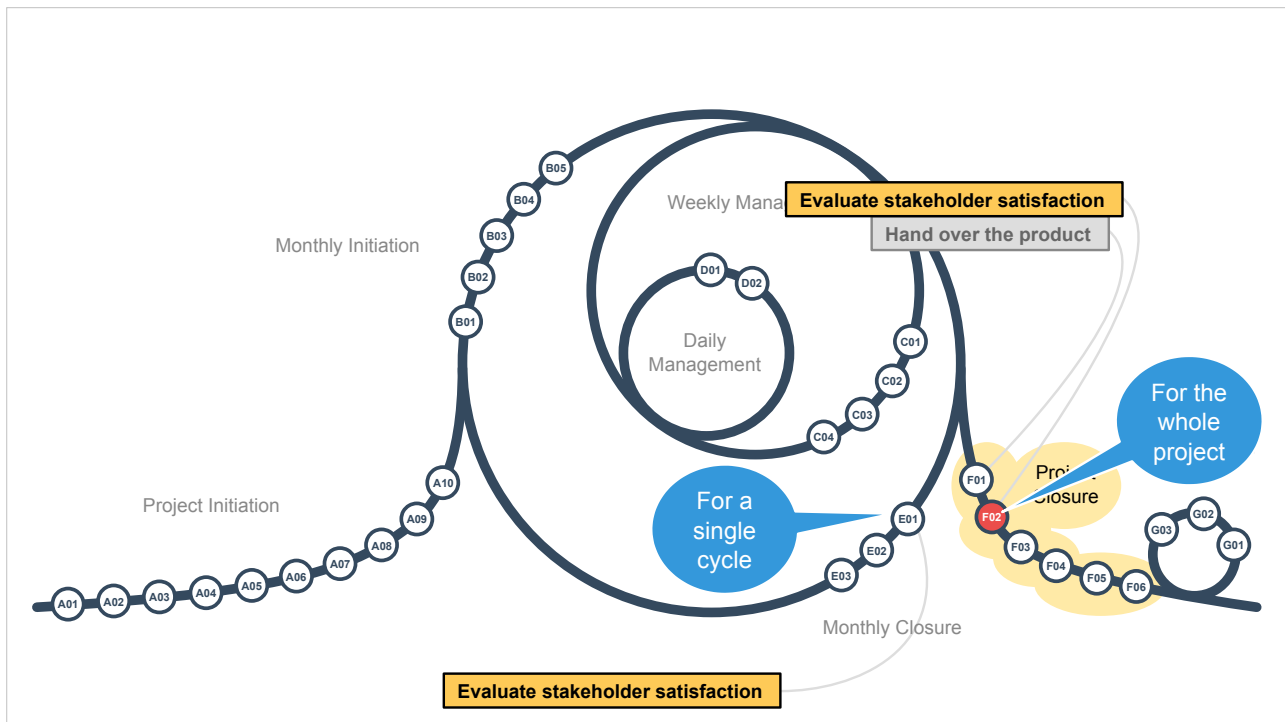 B05
B04
B03
B02
B01
Monthly Initiation
Weekly Manag
Evaluate stakeholder satisfaction
Hand over the product
D01
D02
Daily
Management
C01
C02
C03
C04
For the
whole
project
Project Initiation
A01
A02
A03
A04
A05
A06
A07
A08
A09
A10
For a
single
cycle
E01
E02
E03
Monthly Closure
Project
Closure
F01
F02
F03
F04
F05
F06
G03
G02
G01
Evaluate stakeholder satisfaction